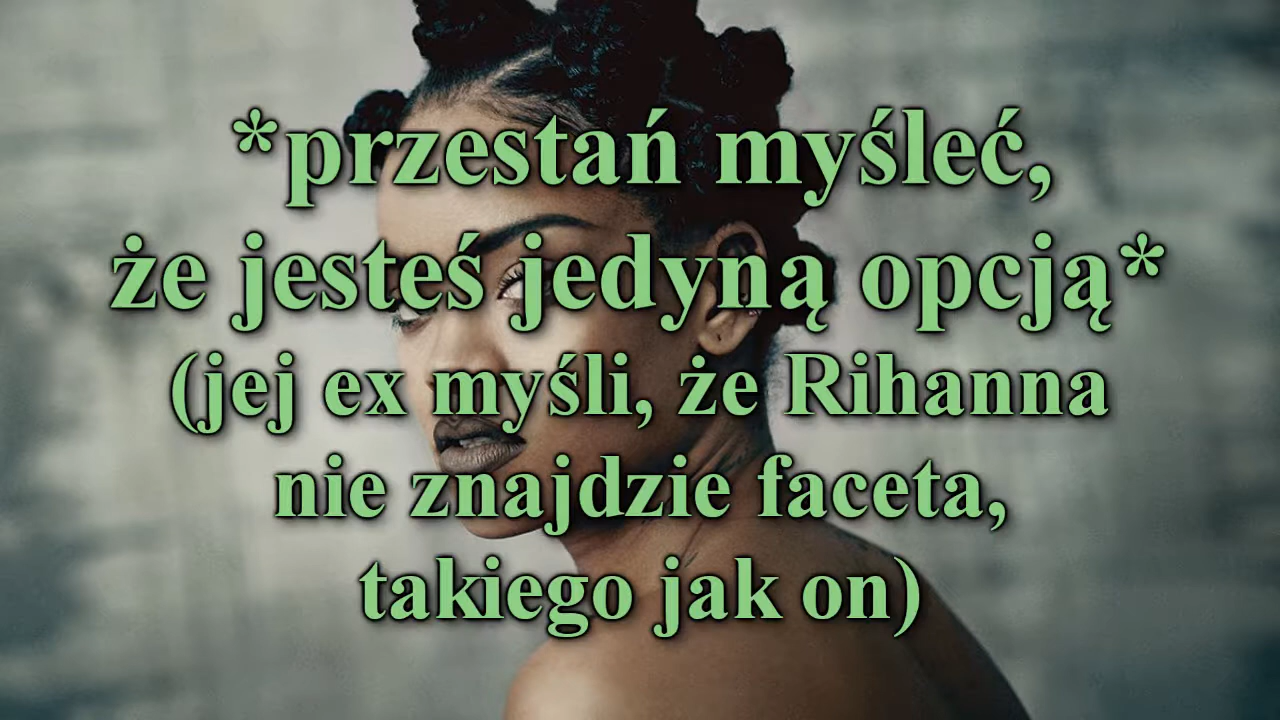 *przestań myśleć,
że jesteś jedyną opcją*
(jej ex myśli, że Rihanna
nie znajdzie faceta,
takiego jak on)